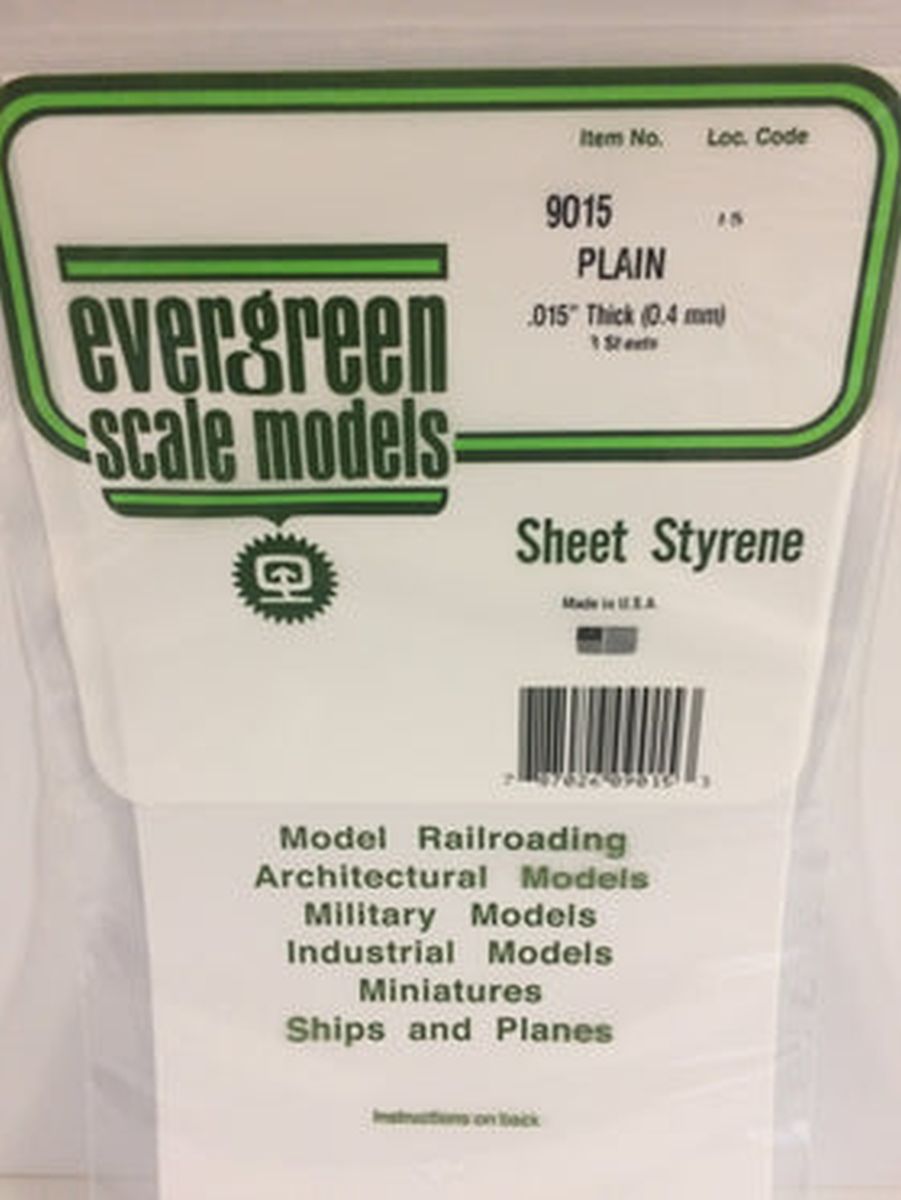 Item No. Loc. Code
9015
PLAIN
.015" Thick (0.4 mm)
Sheets
evergreen
scale models
Sheet Styrene
Made in U.S.A.
Model Railroading
Architectural Models
Military Models
Industrial Models
Miniatures
Ships and Planes
Instructions on back